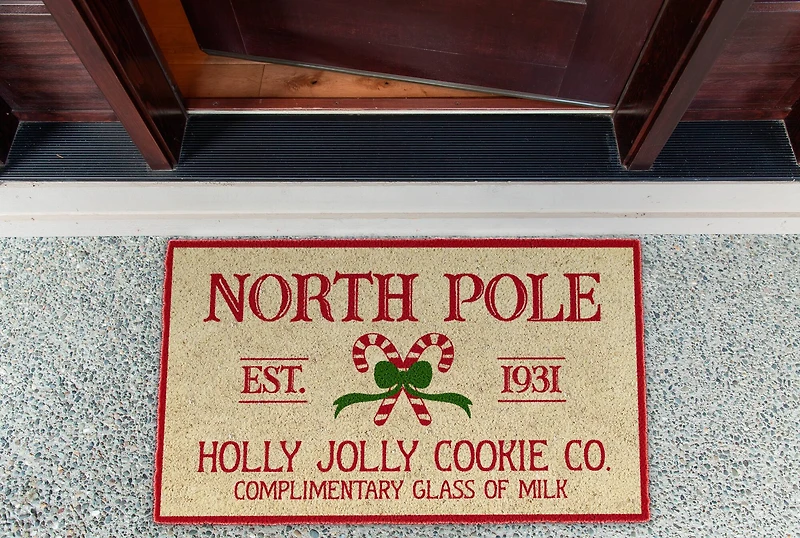 NORTH POLE
EST. 1931
HOLLY JOLLY COOKIE CO.
COMPLIMENTARY GLASS OF MILK